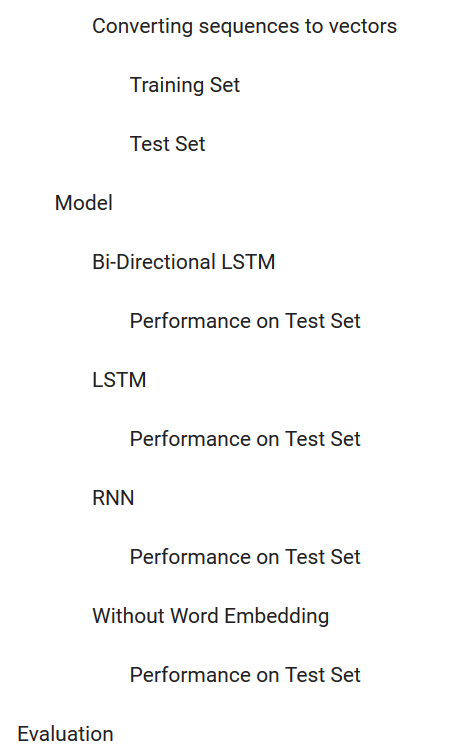 Converting sequences to vectors
Training Set
Test Set
Model
Bi-Directional LSTM
Performance on Test Set
LSTM
Performance on Test Set
RNN
Performance on Test Set
Without Word Embedding
Performance on Test Set
Evaluation